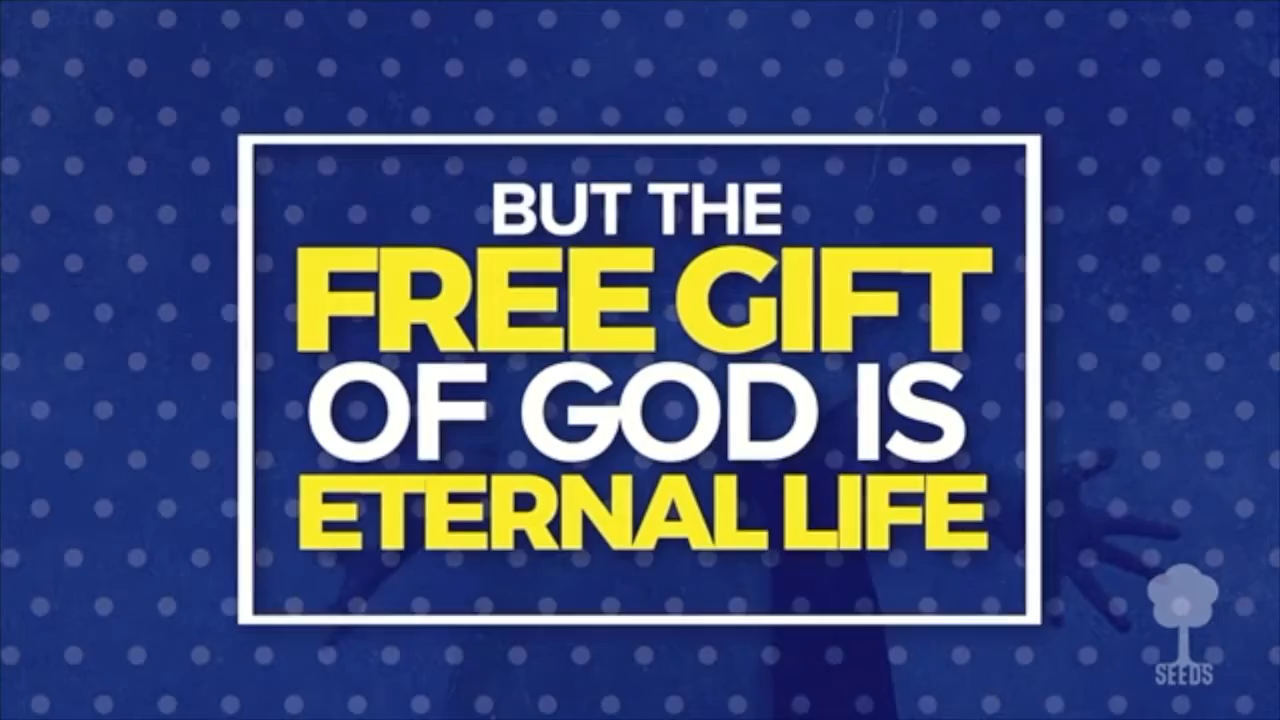 BUT THE
FREE GIFT
OF GOD IS
ETERNAL LIFE
SEEDS